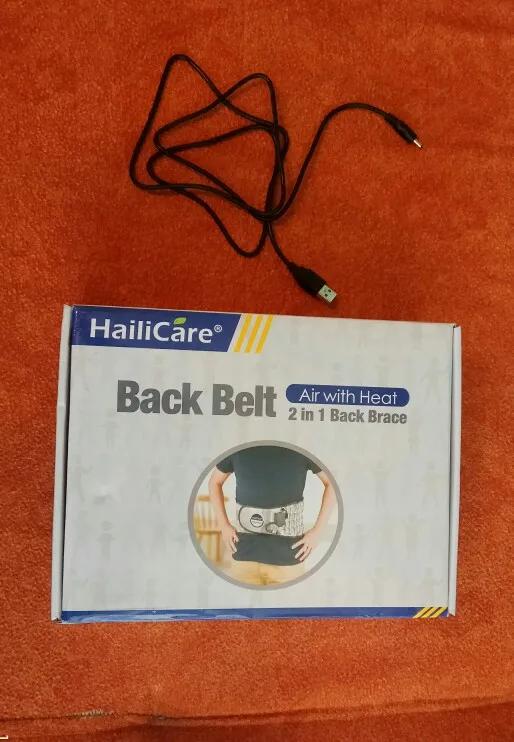 HailiCare®
Back Belt
Air with Heat
2 in 1 Back Brace